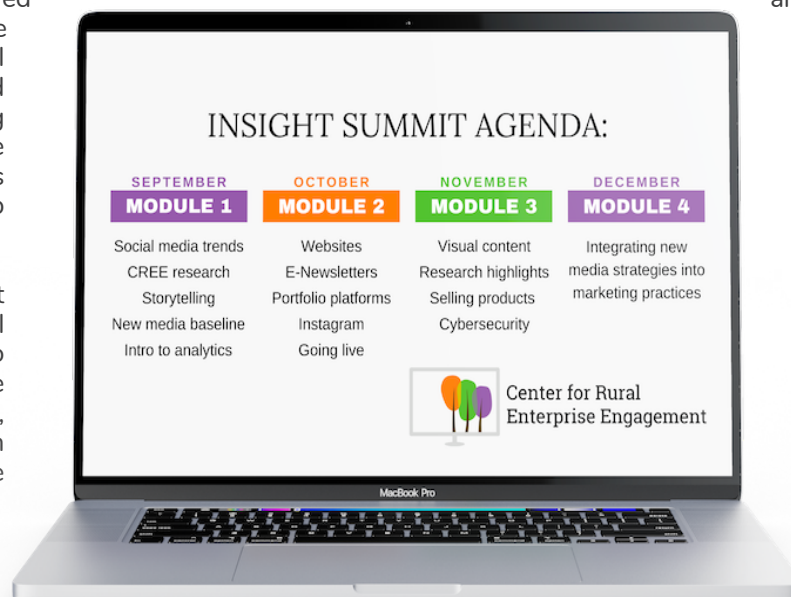 INSIGHT SUMMIT AGENDA:
SEPTEMBER
MODULE 1
Social media trends
CREE research
Storytelling
New media baseline
Intro to analytics
OCTOBER
MODULE 2
Websites
E-Newsletters
Portfolio platforms
Instagram
Going live
NOVEMBER
MODULE 3
Visual content
Research highlights
Selling products
Cybersecurity
DECEMBER
MODULE 4
Integrating new
media strategies into
marketing practices
Center for Rural
Enterprise Engagement
MacBook Pro